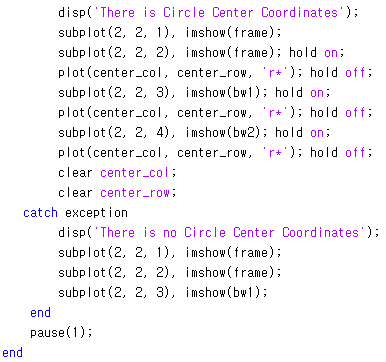 disp('There is Circle Center Coordinates');
subplot(2, 2, 1), imshow(frame);
subplot(2, 2, 2), imshow(frame); hold on;
plot(center_col, center_row, 'r*'); hold off;
subplot(2, 2, 3), imshow(bw1); hold on;
plot(center_col, center_row, 'r*'); hold off;
subplot(2, 2, 4), imshow(bw2); hold on;
plot(center_col, center_row, 'r*'); hold off;
clear center_col;
clear center_row;
catch exception
disp('There is no Circle Center Coordinates');
subplot(2, 2, 1), imshow(frame);
subplot(2, 2, 2), imshow(frame);
subplot(2, 2, 3), imshow(bw1);
end
pause(1);
end